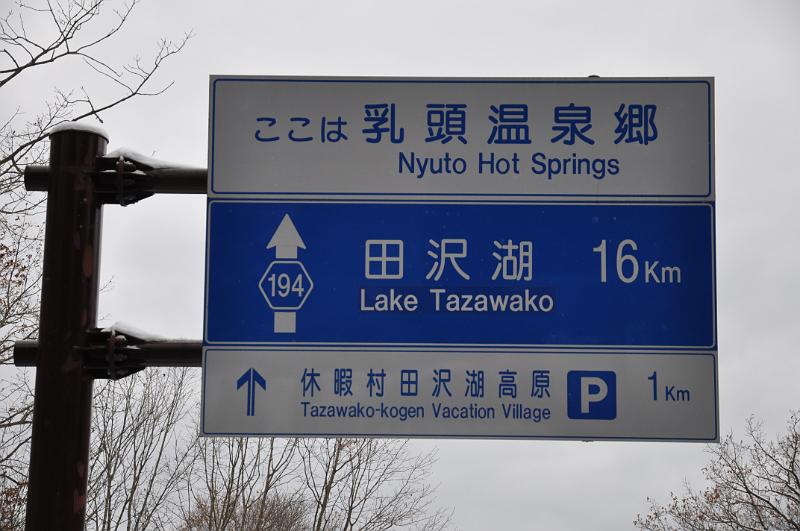 ここは 乳頭温泉郷
Nyuto Hot Springs
田沢湖 16Km
194
Lake Tazawako
休暇村田沢湖高原 P 1Km
Tazawako-kogen Vacation Village